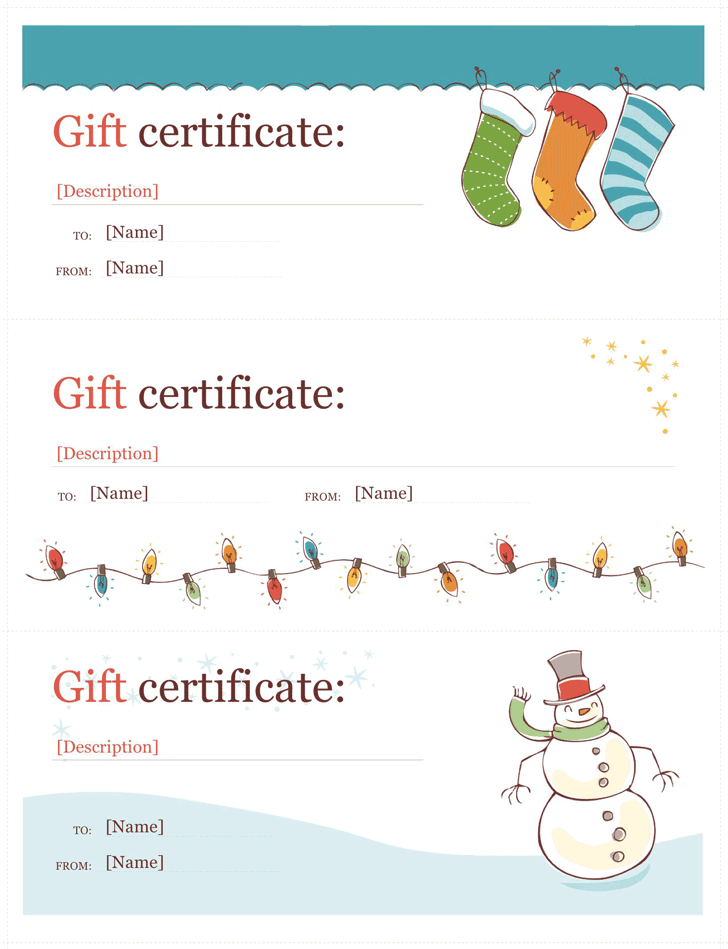 Gift certificate:
[Description]
TO: [Name]
FROM: [Name]
Gift certificate:
[Description]
TO: [Name] FROM: [Name]
Gift certificate:
[Description]
TO: [Name]
FROM: [Name]